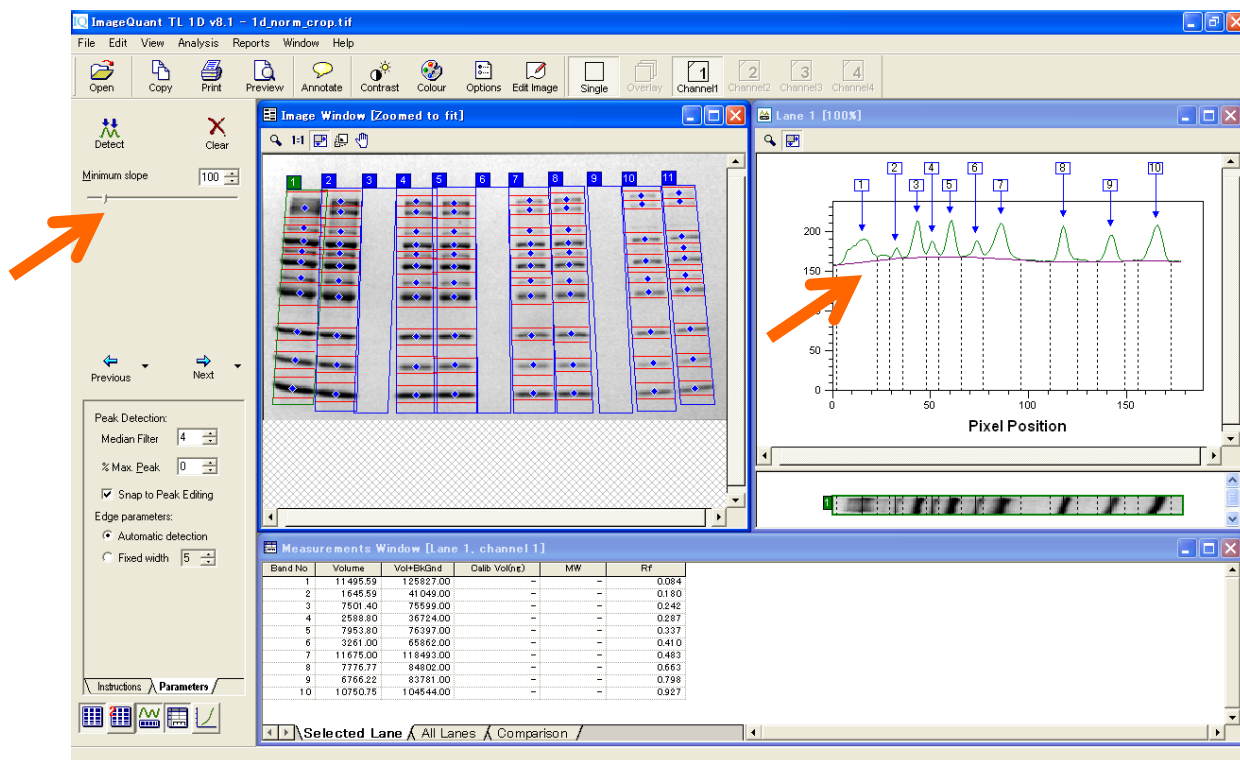 ImageQuant TL 1D v8.1 - 1d_norm_crop.tif
File Edit View Analysis Reports Window Help
Open Copy Print Preview Annotate Contrast Colour Options Edit Image Single Overlay Channel1 Channel2 Channel3 Channel4
1 2 3 4
Detect Clear
Minimum slope 100
Previous Next
Peak Detection:
Median Filter 4
% Max. Peak 0
Snap to Peak Editing
Edge parameters:
Automatic detection
Fixed width 5
Instructions Parameters
Image Window [Zoomed to fit]
1:1
1 2 3 4 5 6 7 8 9 10 11
Lane 1 [100%]
1 2 3 4 5 6 7 8 9 10
200
150
50
0
0 50 100 150
Pixel Position
1
Measurements Window [Lane 1, channel 1]
Band No Volume Vol+BkGnd Calib Vol(ng) MW Rf
1 11495.59 125827.00 - - 0.084
2 1645.59 41049.00 - - 0.180
3 7501.40 75599.00 - - 0.242
4 2588.80 36724.00 - - 0.287
5 7953.80 76397.00 - - 0.337
6 3261.00 65862.00 - - 0.410
7 11675.00 118493.00 - - 0.483
8 7776.77 84802.00 - - 0.663
9 6766.22 83781.00 - - 0.798
10 10750.75 104544.00 - - 0.927
Selected Lane All Lanes Comparison